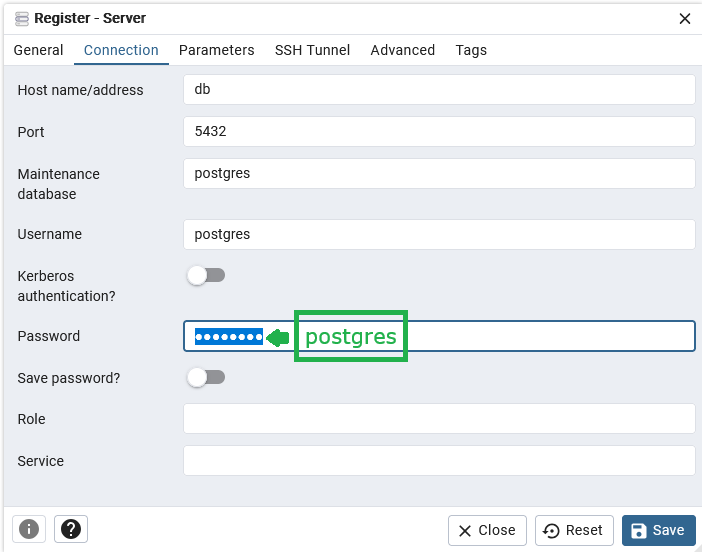 Register - Server
General Connection Parameters SSH Tunnel Advanced Tags
Host name/address db
Port 5432
Maintenance database postgres
Username postgres
Kerberos authentication?
Password •••••••• postgres
Save password?
Role
Service
i ? Close Reset Save